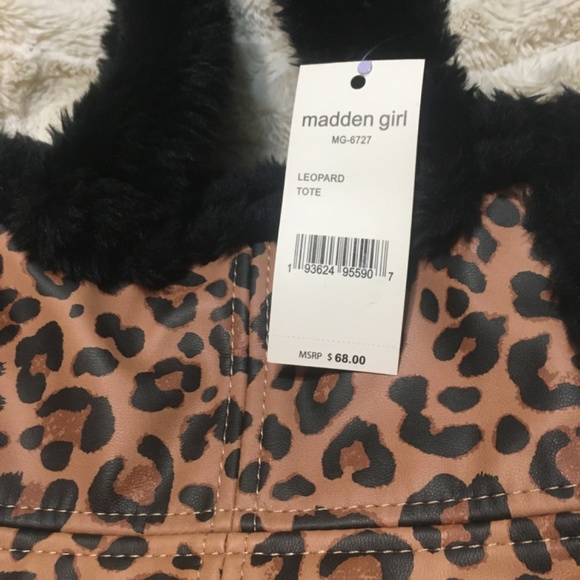 madden girl
MG-6727
LEOPARD
TOTE
1 93624 95590 7
MSRP $ 68.00